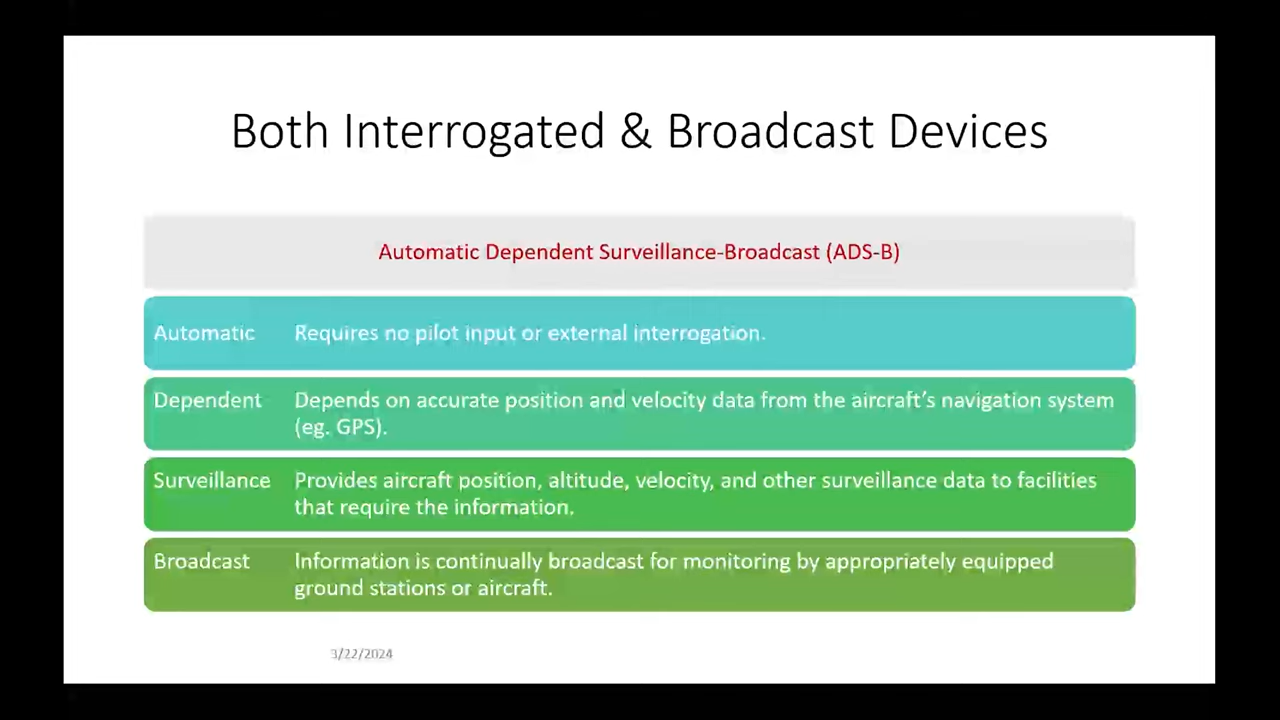 Both Interrogated & Broadcast Devices
Automatic Dependent Surveillance-Broadcast (ADS-B)
Automatic Requires no pilot input or external interrogation.
Dependent Depends on accurate position and velocity data from the aircraft’s navigation system
(eg. GPS).
Surveillance Provides aircraft position, altitude, velocity, and other surveillance data to facilities
that require the information.
Broadcast Information is continually broadcast for monitoring by appropriately equipped
ground stations or aircraft.
3/22/2024